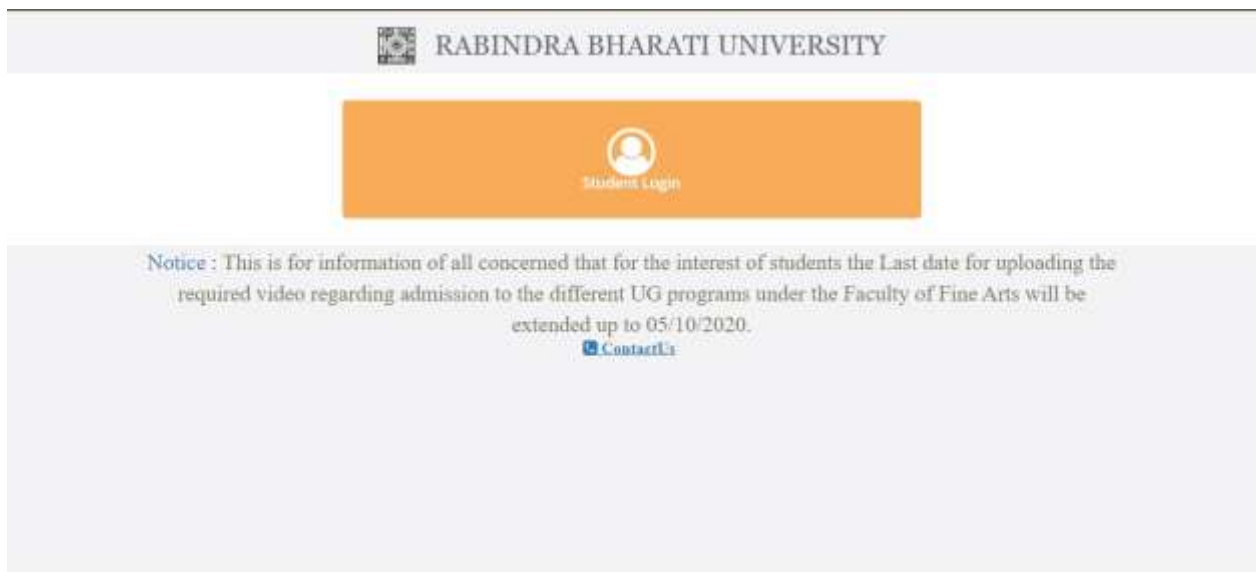 RABINDRA BHARATI UNIVERSITY
Student Login
Notice : This is for information of all concerned that for the interest of students the Last date for uploading the
required video regarding admission to the different UG programs under the Faculty of Fine Arts will be
extended up to 05/10/2020.
ContactUs